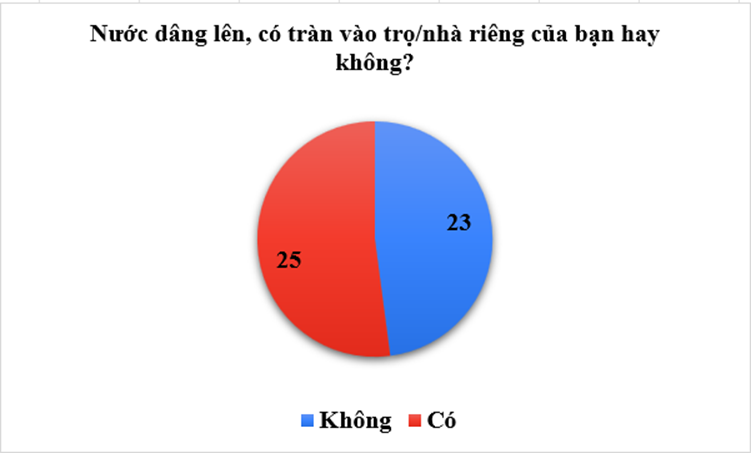 Nước dâng lên, có tràn vào trọ/nhà riêng của bạn hay
không?
23
25
Không Có